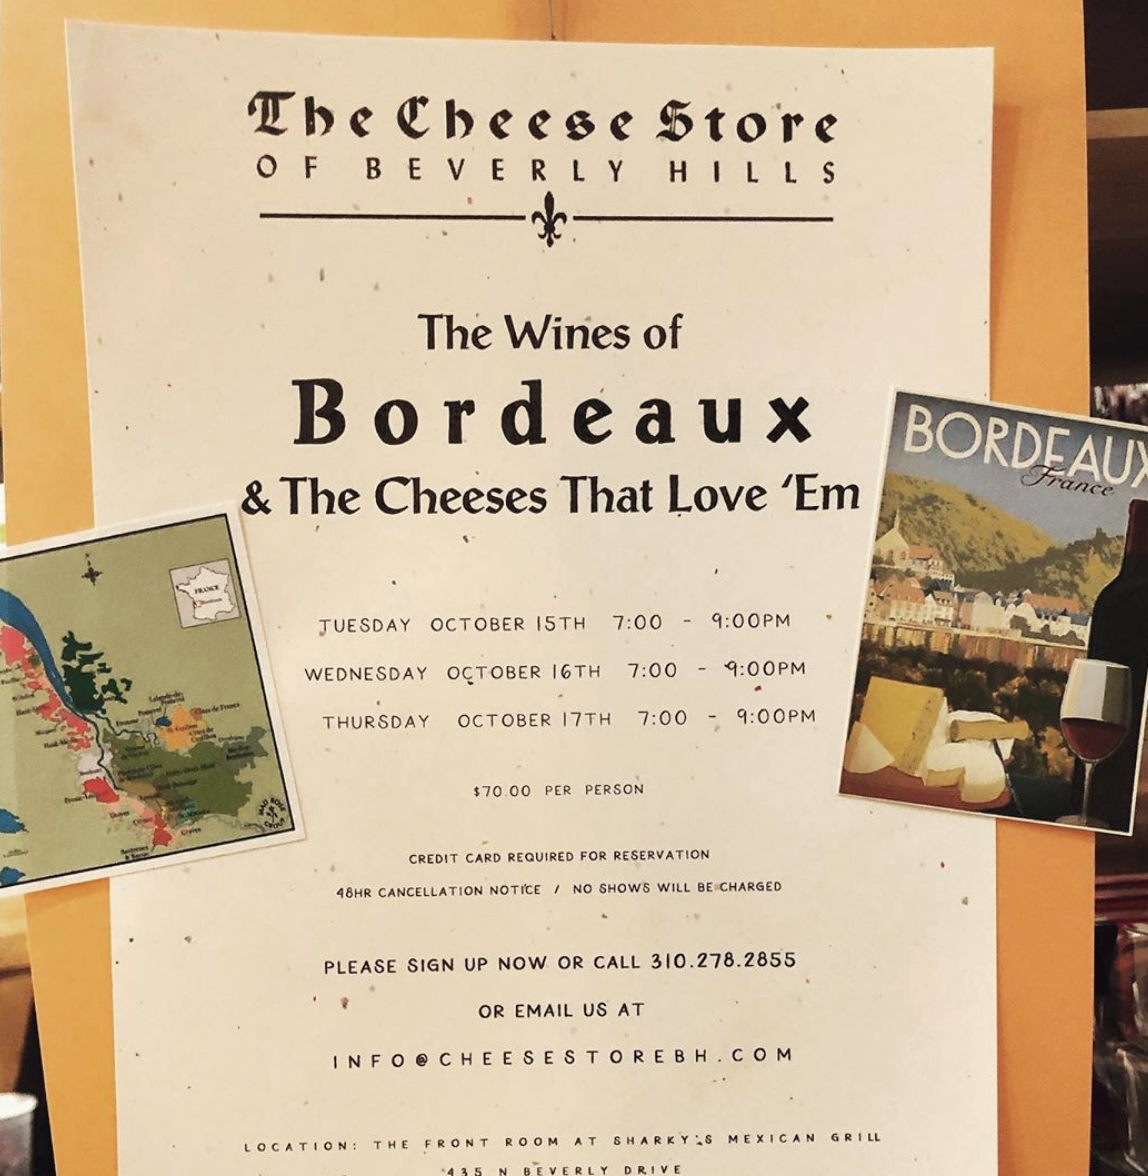 The Cheese Store
OF BEVERLY HILLS
The Wines of
Bordeaux
& The Cheeses That Love ‘Em
TUESDAY OCTOBER 15TH 7:00 - 9:00PM
WEDNESDAY OCTOBER 16TH 7:00 - 9:00PM
THURSDAY OCTOBER 17TH 7:00 - 9:00PM
$70.00 PER PERSON
CREDIT CARD REQUIRED FOR RESERVATION
48HR CANCELLATION NOTICE / NO SHOWS WILL BE CHARGED
PLEASE SIGN UP NOW OR CALL 310.278.2855
OR EMAIL US AT
INFO@CHEESESTOREBH.COM
LOCATION: THE FRONT ROOM AT SHARKY'S MEXICAN GRILL
435 N BEVERLY DRIVE
BORDEAUX
France
FRANCE